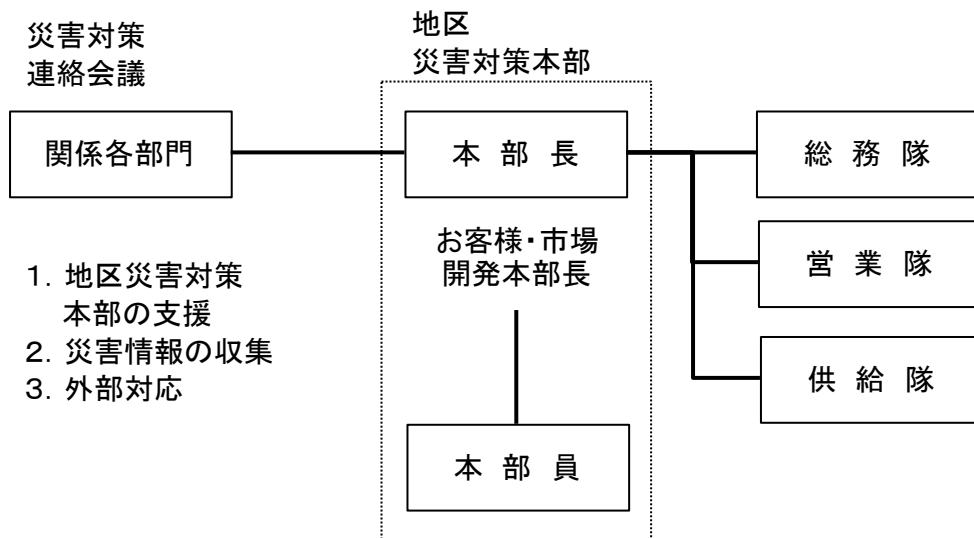 災害対策
連絡会議
関係各部門
1. 地区災害対策
本部の支援
2. 災害情報の収集
3. 外部対応
地区
災害対策本部
本 部 長
お客様・市場
開発本部長
本 部 員
総 務 隊
営 業 隊
供 給 隊